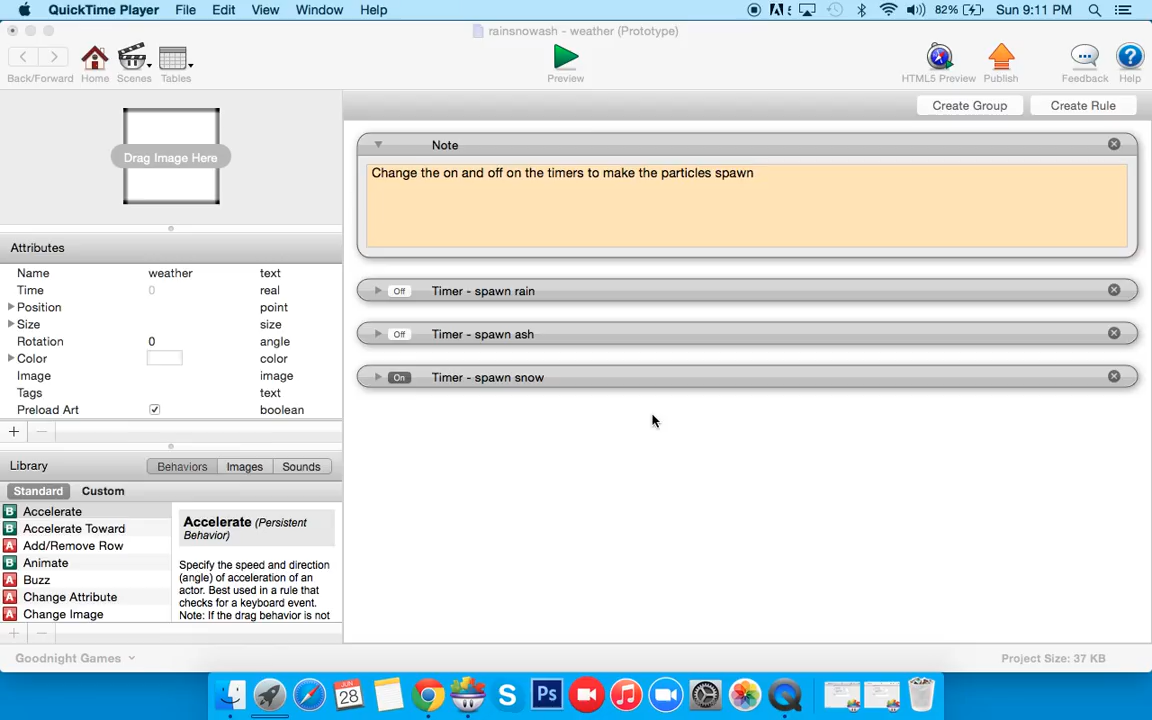 QuickTime Player File Edit View Window Help 82% Sun 9:11 PM
rainsnowash - weather (Prototype)
Back/Forward Home Scenes Tables Preview HTML5 Preview Publish Feedback Help
Create Group Create Rule
Drag Image Here
Note
Change the on and off on the timers to make the particles spawn
Off Timer - spawn rain
Off Timer - spawn ash
On Timer - spawn snow
Attributes
Name weather text
Time 0 real
Position point
Size size
Rotation 0 angle
Color color
Image image
Tags text
Preload Art boolean
Library Behaviors Images Sounds
Standard Custom
Accelerate
Accelerate Toward
Add/Remove Row
Animate
Buzz
Change Attribute
Change Image
Accelerate (Persistent
Behavior)
Specify the speed and direction
(angle) of acceleration of an
actor. Best used in a rule that
checks for a keyboard event.
Note: If the drag behavior is not
Goodnight Games Project Size: 37 KB
JUN
28
S
Ps